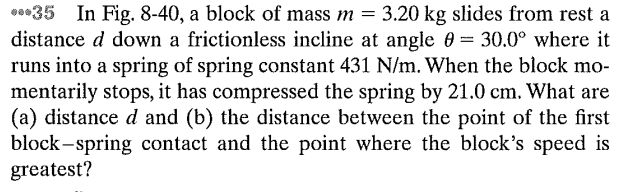 •••35 In Fig. 8-40, a block of mass m = 3.20 kg slides from rest a
distance d down a frictionless incline at angle θ = 30.0° where it
runs into a spring of spring constant 431 N/m. When the block mo-
mentarily stops, it has compressed the spring by 21.0 cm. What are
(a) distance d and (b) the distance between the point of the first
block–spring contact and the point where the block's speed is
greatest?